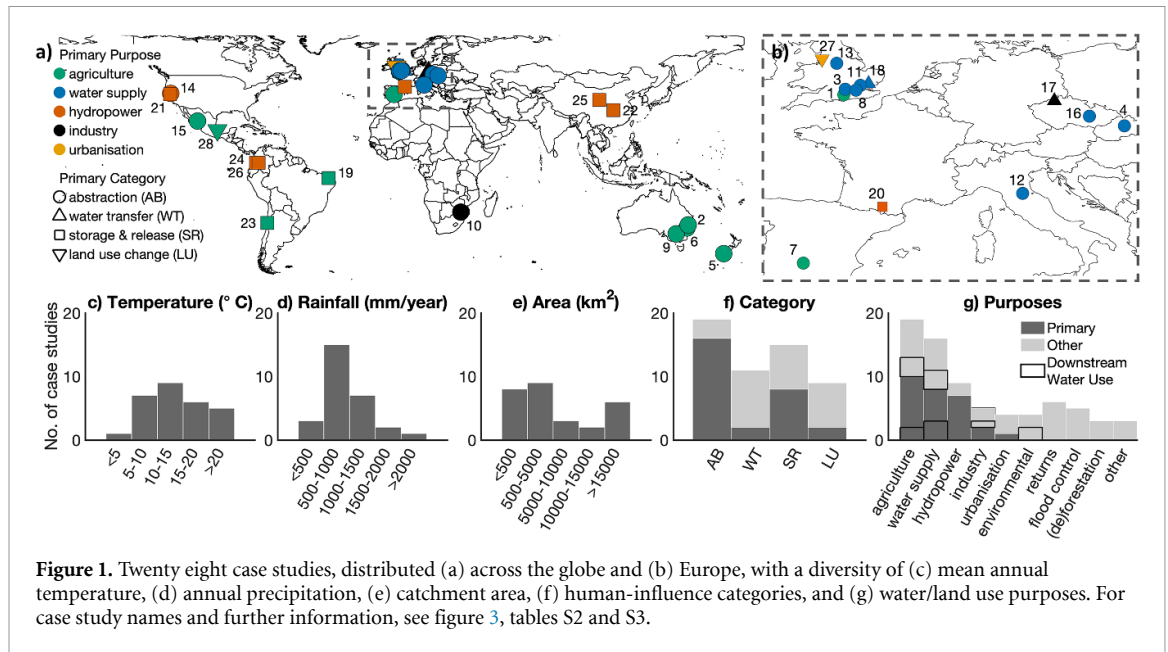 a)
Primary Purpose
agriculture
water supply
hydropower
industry
urbanisation
Primary Category
abstraction (AB)
water transfer (WT)
storage & release (SR)
land use change (LU)
14
21
15
28
24
26
23
19
10
25
22
2
6
9
5
b)
27
13
11
18
3
1
8
17
16
4
12
20
7
c) Temperature (° C)
No. of case studies
20
10
0
<5
5-10
10-15
15-20
>20
d) Rainfall (mm/year)
20
10
0
<500
500-1000
1000-1500
1500-2000
>2000
e) Area (km²)
20
10
0
<500
500-5000
5000-10000
10000-15000
>15000
f) Category
20
10
0
AB
WT
SR
LU
g) Purposes
20
10
0
Primary
Other
Downstream
Water Use
agriculture
water supply
hydropower
industry
urbanisation
environmental
returns
flood control
(de)forestation
other
Figure 1. Twenty eight case studies, distributed (a) across the globe and (b) Europe, with a diversity of (c) mean annual
temperature, (d) annual precipitation, (e) catchment area, (f) human-influence categories, and (g) water/land use purposes. For
case study names and further information, see figure 3, tables S2 and S3.